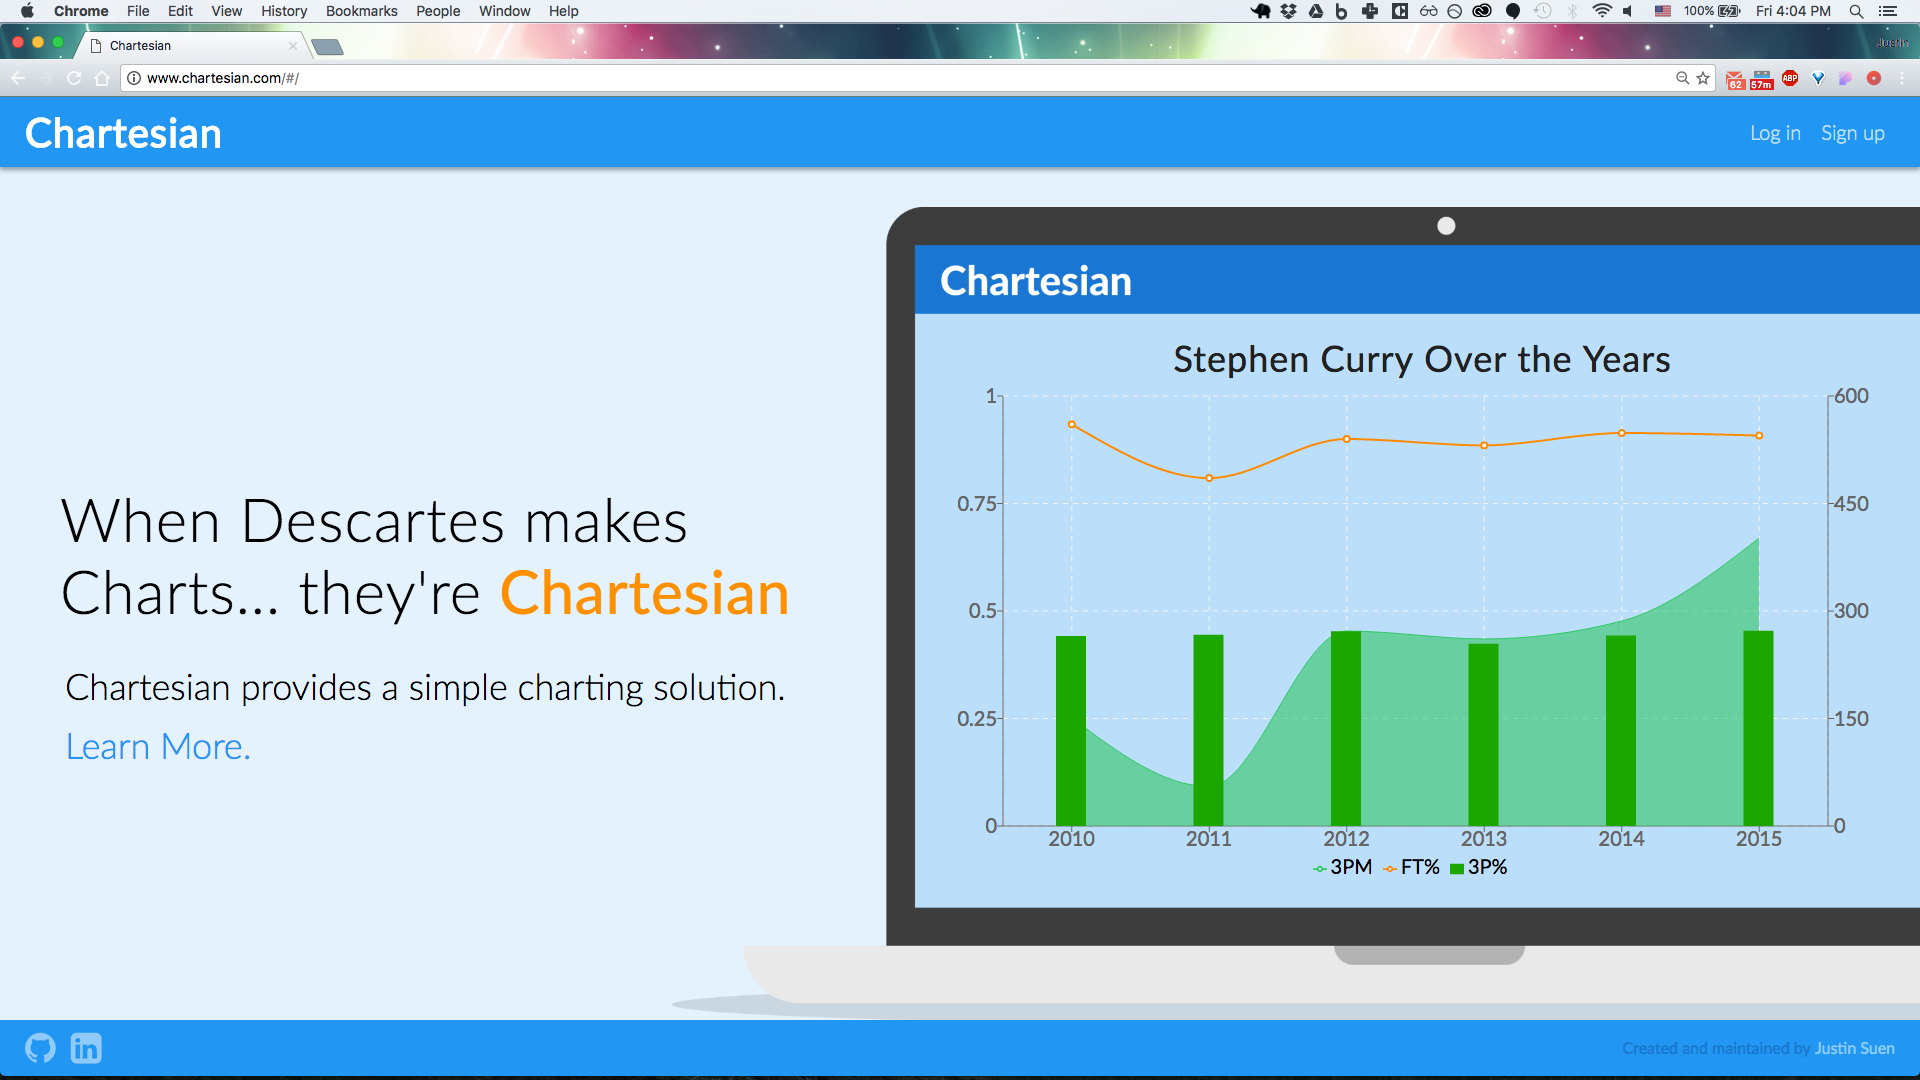 Chrome File Edit View History Bookmarks People Window Help 100% Fri 4:04 PM
Chartesian Justin
www.chartesian.com/#/ 62 57m ABP
Chartesian Log in Sign up
Chartesian
Stephen Curry Over the Years
1 600
0.75 450
0.5 300
0.25 150
0 0
2010 2011 2012 2013 2014 2015
3PM FT% 3P%
When Descartes makes
Charts... they're Chartesian
Chartesian provides a simple charting solution.
Learn More.
in
Created and maintained by Justin Suen